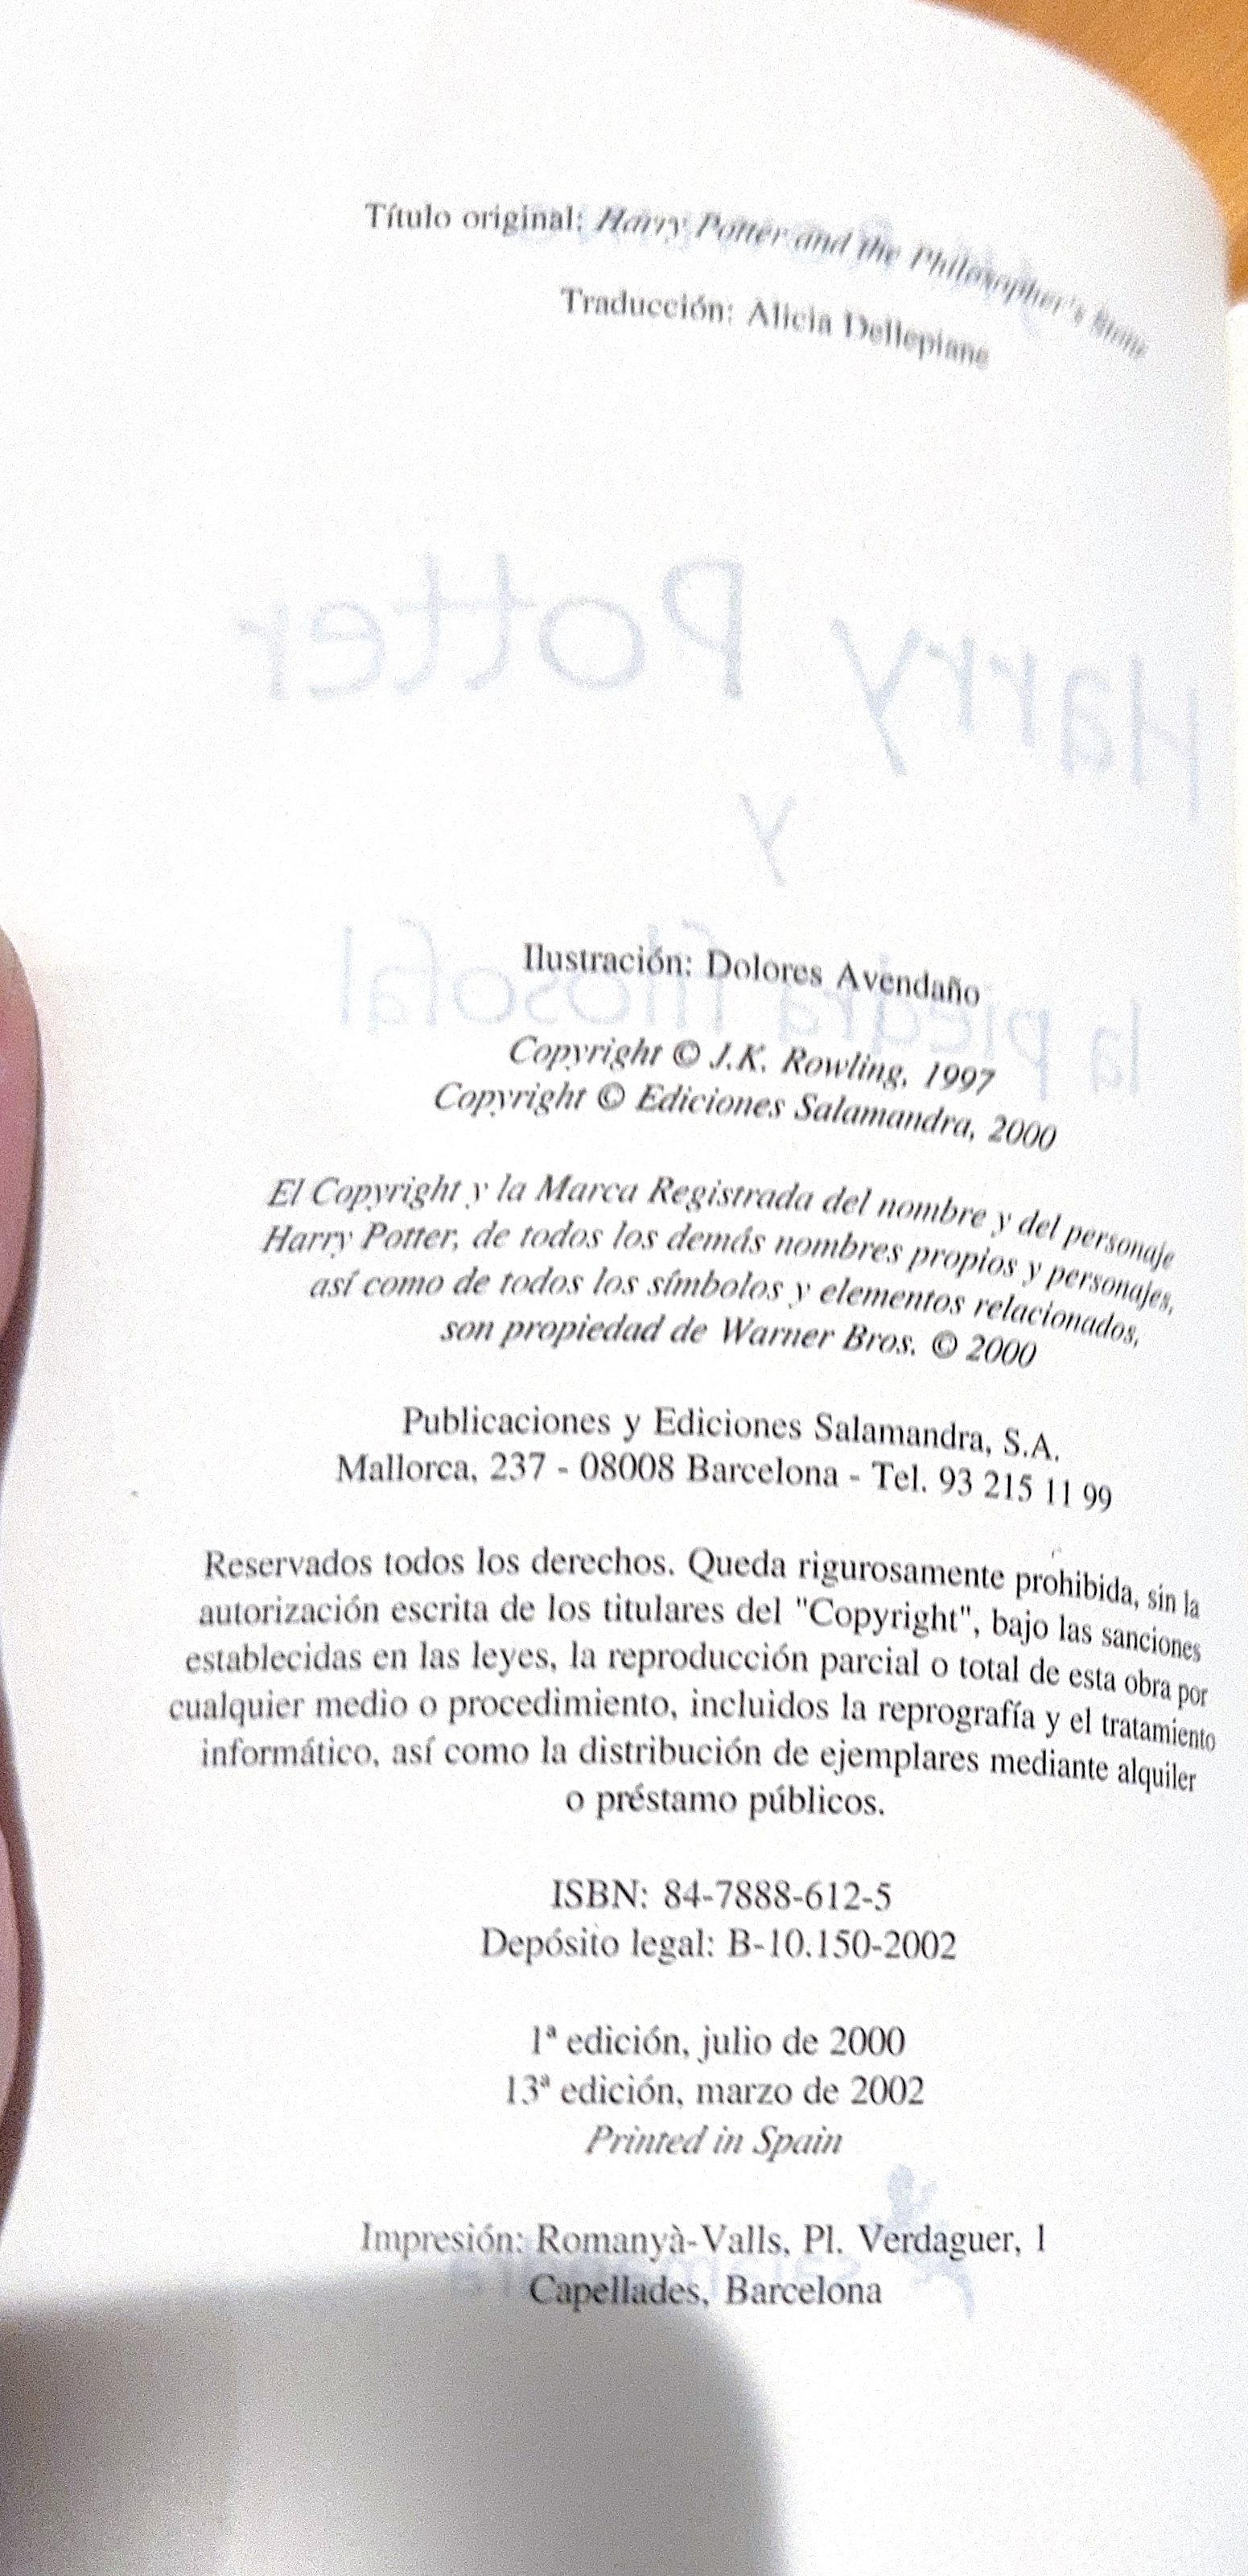 Título original: Harry Potter and the Philosopher's Stone
Traducción: Alicia Dellepiane
Harry Potter
y
la piedra filosofal
Ilustración: Dolores Avendaño
Copyright © J.K. Rowling, 1997
Copyright © Ediciones Salamandra, 2000
El Copyright y la Marca Registrada del nombre y del personaje
Harry Potter, de todos los demás nombres propios y personajes,
así como de todos los símbolos y elementos relacionados,
son propiedad de Warner Bros. © 2000
Publicaciones y Ediciones Salamandra, S.A.
Mallorca, 237 - 08008 Barcelona - Tel. 93 215 11 99
Reservados todos los derechos. Queda rigurosamente prohibida, sin la
autorización escrita de los titulares del "Copyright", bajo las sanciones
establecidas en las leyes, la reproducción parcial o total de esta obra por
cualquier medio o procedimiento, incluidos la reprografía y el tratamiento
informático, así como la distribución de ejemplares mediante alquiler
o préstamo públicos.
ISBN: 84-7888-612-5
Depósito legal: B-10.150-2002
1ª edición, julio de 2000
13ª edición, marzo de 2002
Printed in Spain
Impresión: Romanyà-Valls, Pl. Verdaguer, 1
Capellades, Barcelona